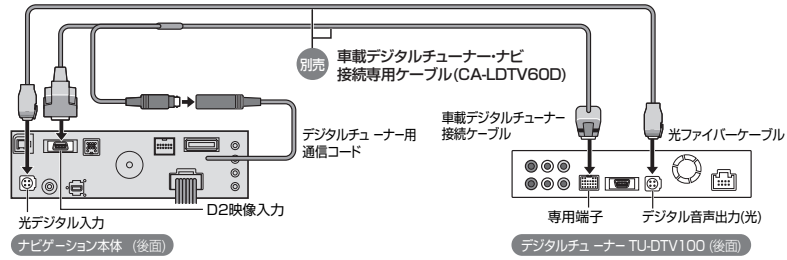 別売
車載デジタルチューナー・ナビ
接続専用ケーブル(CA-LDTV60D)
デジタルチューナー用
通信コード
車載デジタルチューナー
接続ケーブル
光ファイバーケーブル
D2映像入力
光デジタル入力
専用端子
デジタル音声出力(光)
ナビゲーション本体 (後面)
デジタルチューナー TU-DTV100 (後面)